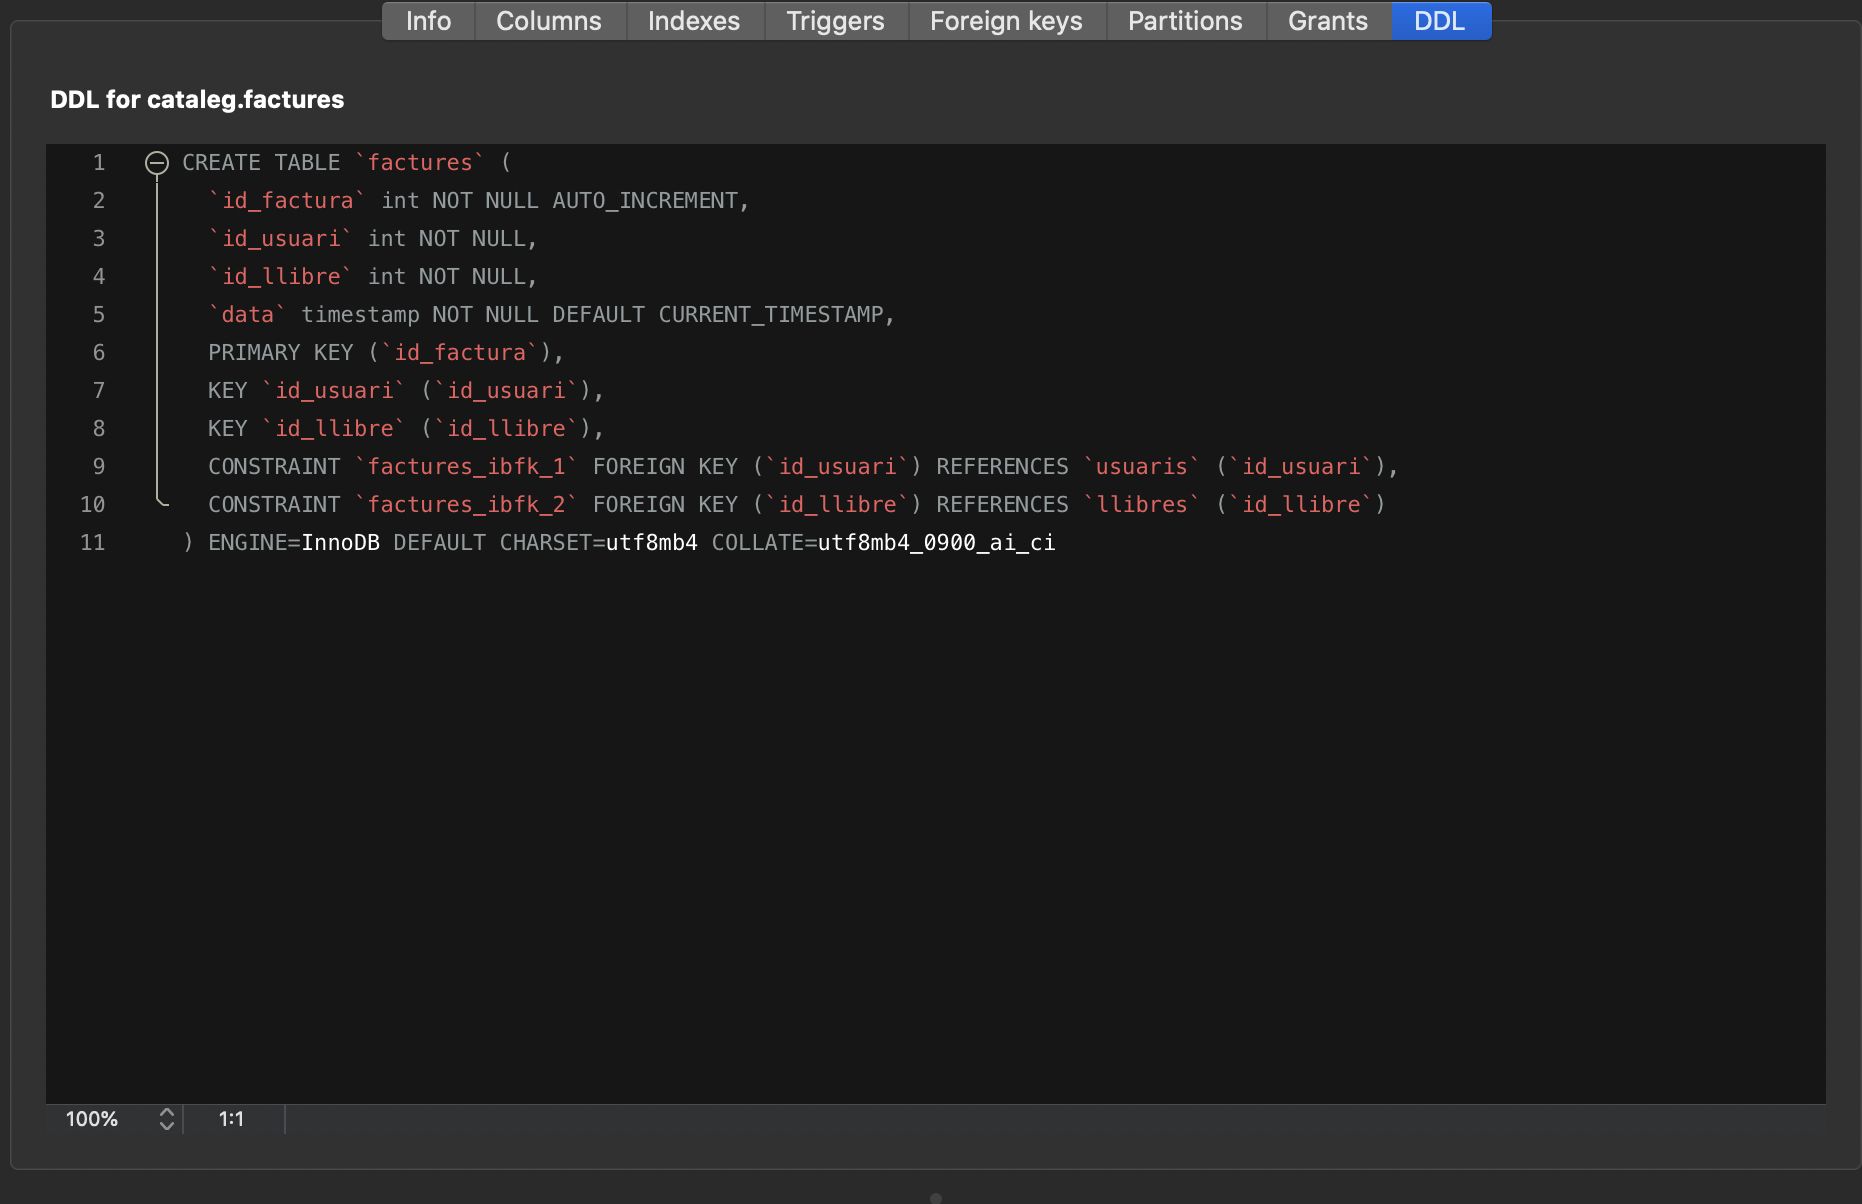 Info Columns Indexes Triggers Foreign keys Partitions Grants DDL
DDL for cataleg.factures
1 CREATE TABLE `factures` (
2 `id_factura` int NOT NULL AUTO_INCREMENT,
3 `id_usuari` int NOT NULL,
4 `id_llibre` int NOT NULL,
5 `data` timestamp NOT NULL DEFAULT CURRENT_TIMESTAMP,
6 PRIMARY KEY (`id_factura`),
7 KEY `id_usuari` (`id_usuari`),
8 KEY `id_llibre` (`id_llibre`),
9 CONSTRAINT `factures_ibfk_1` FOREIGN KEY (`id_usuari`) REFERENCES `usuaris` (`id_usuari`),
10 CONSTRAINT `factures_ibfk_2` FOREIGN KEY (`id_llibre`) REFERENCES `llibres` (`id_llibre`)
11 ) ENGINE=InnoDB DEFAULT CHARSET=utf8mb4 COLLATE=utf8mb4_0900_ai_ci
100% 1:1